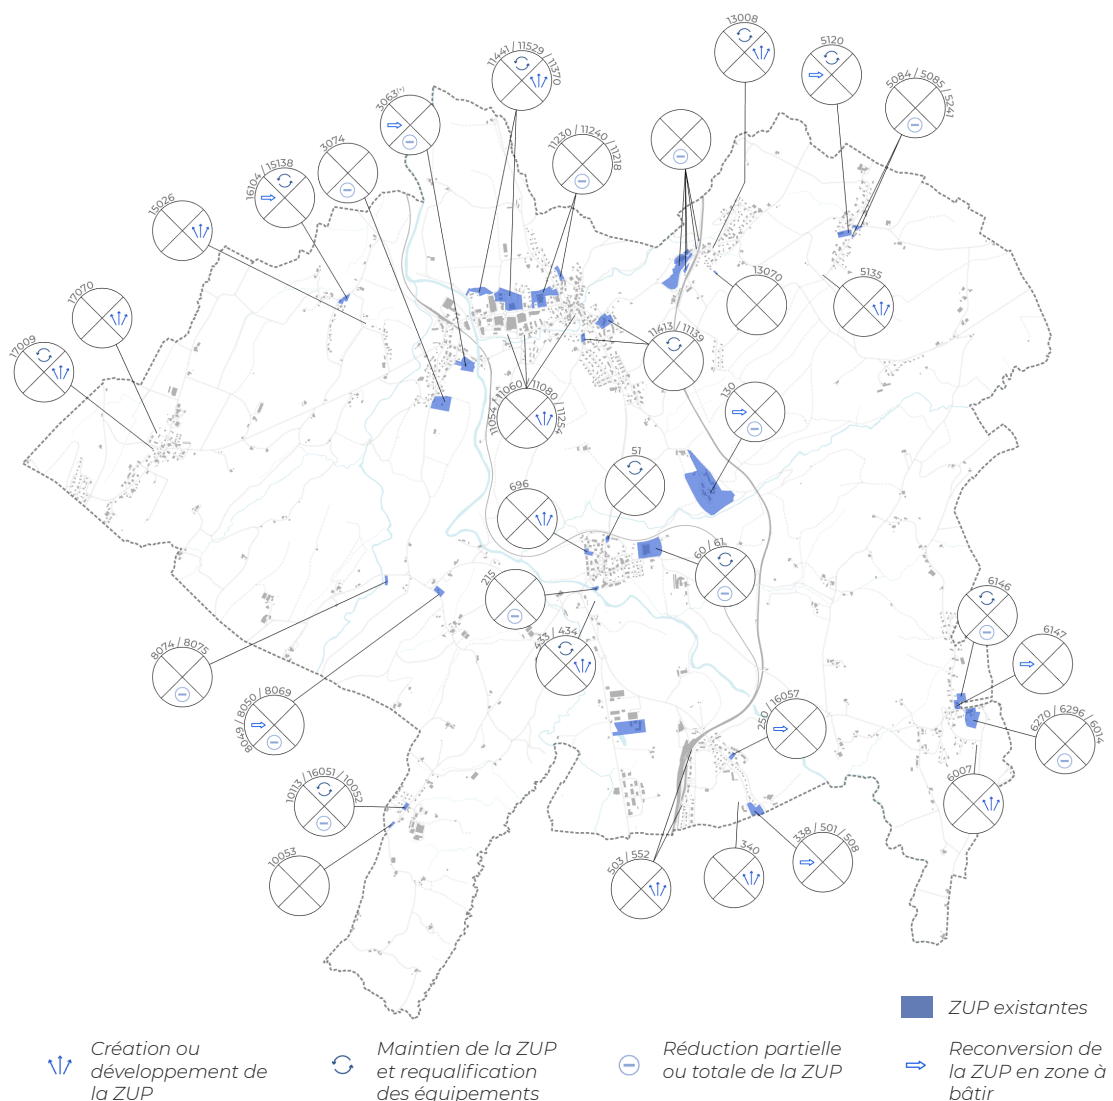 13008
11441 / 11529 / 11370
5120
3063(*)
5084 / 5085 / 5241
3074
11230 / 11240 / 11218
16104 / 15138
15026
13070
5135
17070
17009
11413 / 11139
11054 / 11060 / 11080 / 11254
130
51
696
60 / 61
215
6146
433 / 434
6147
8074 / 8075
8049 / 8050 / 8069
250 / 16057
6270 / 6296 / 6014
10113 / 16051 / 10052
6007
10053
503 / 552
340
338 / 501 / 508
ZUP existantes
Création ou
développement de
la ZUP
Maintien de la ZUP
et requalification
des équipements
Réduction partielle
ou totale de la ZUP
Reconversion de
la ZUP en zone à
bâtir